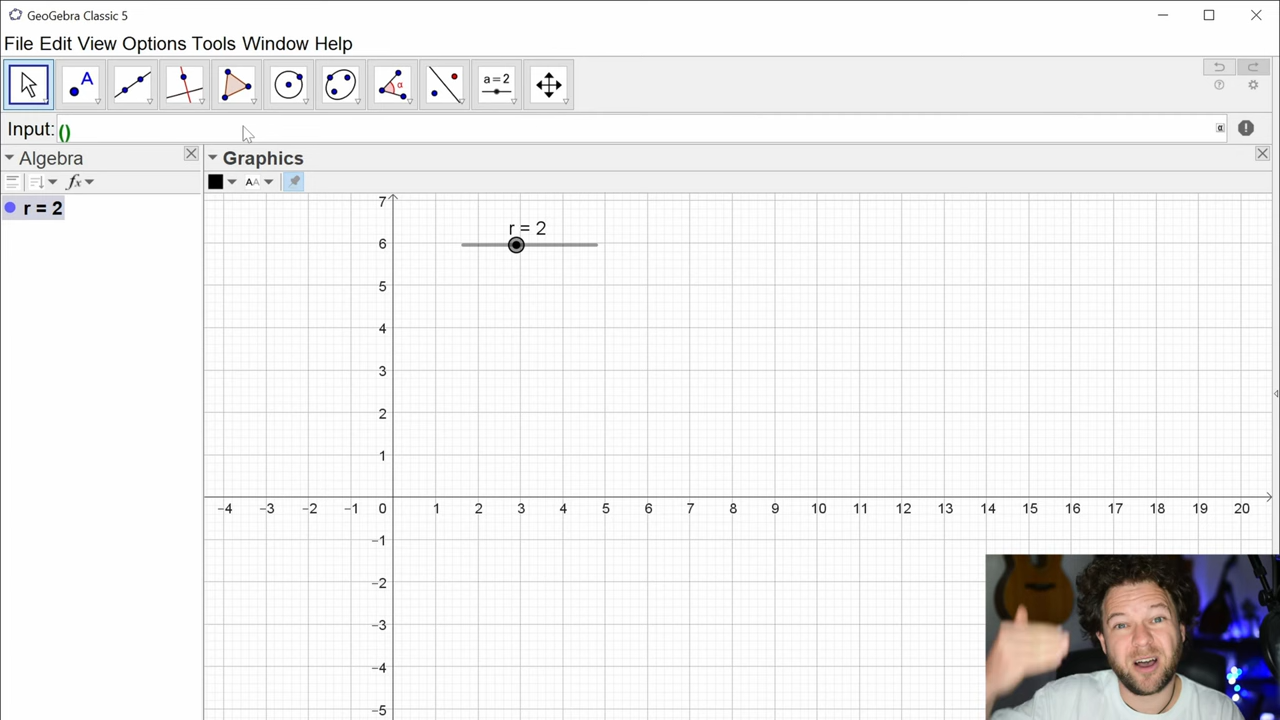 GeoGebra Classic 5
File Edit View Options Tools Window Help
A
α
a=2
Input: ()
α
Algebra
Graphics
fx
AA
r = 2
r = 2
7
6
5
4
3
2
1
−4 −3 −2 −1 0 1 2 3 4 5 6 7 8 9 10 11 12 13 14 15 16 17 18 19 20
−1
−2
−3
−4
−5